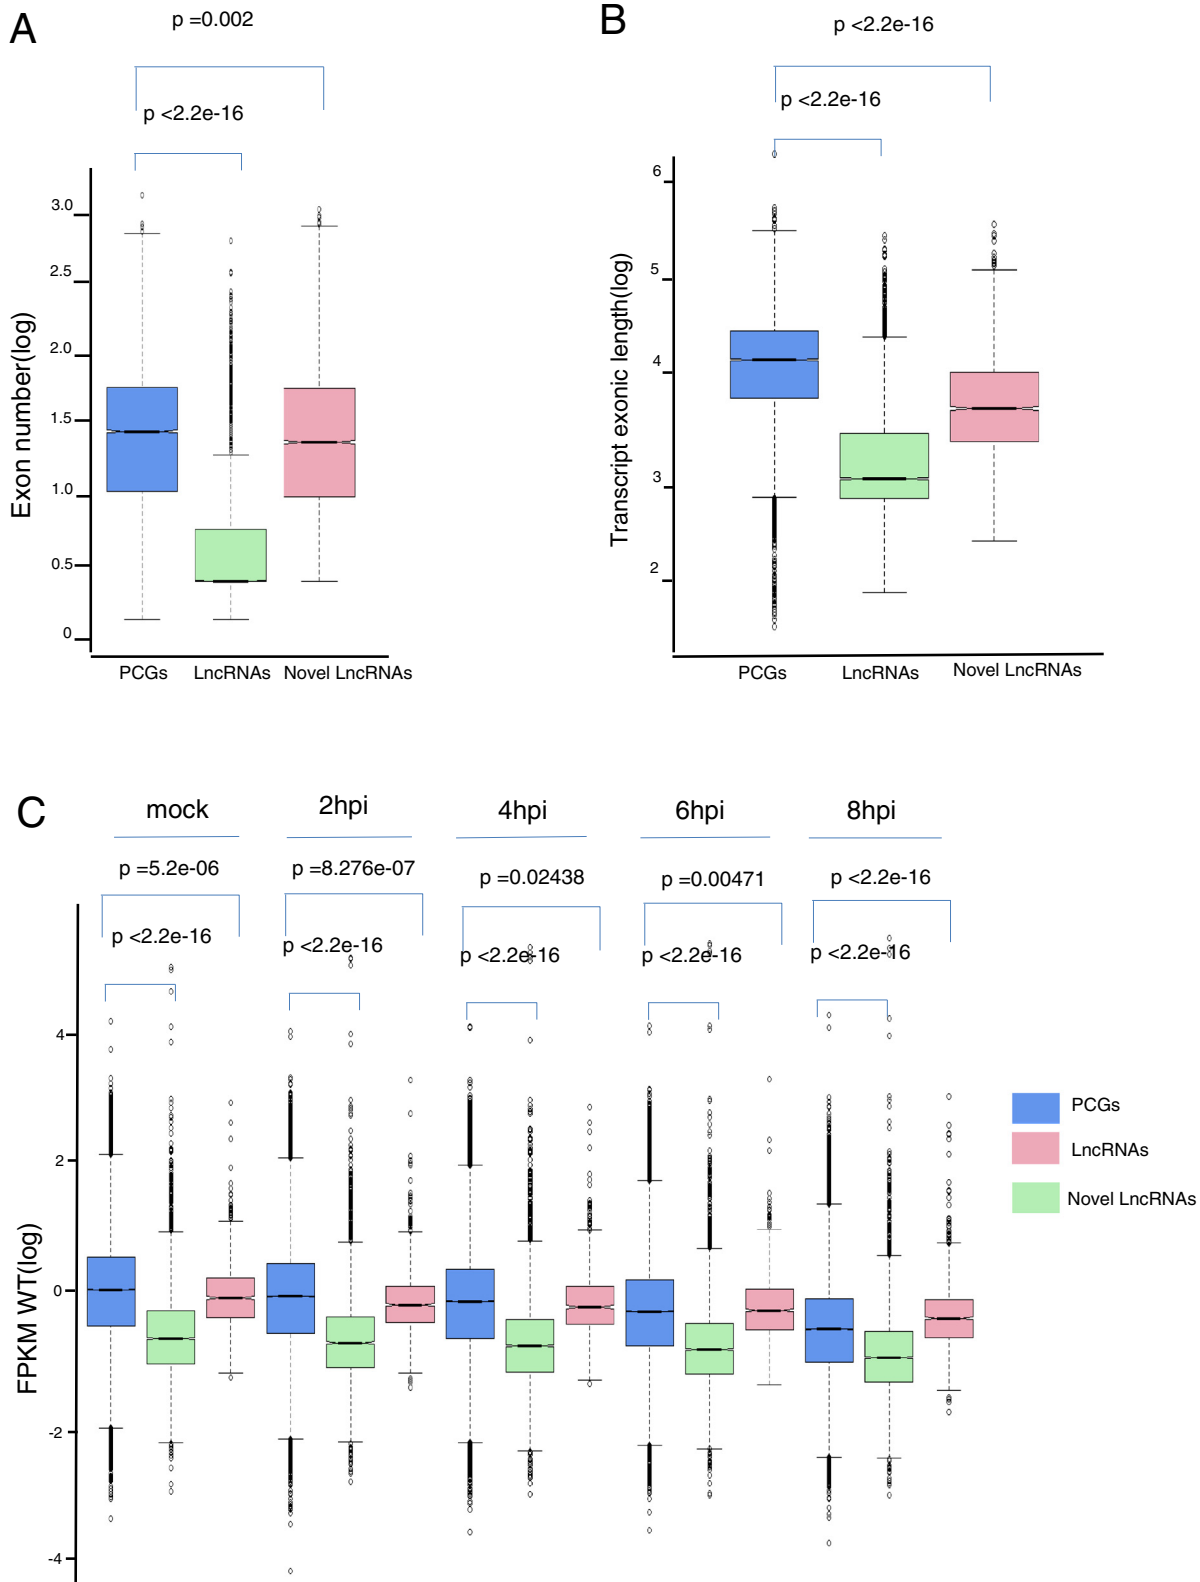 A
p =0.002
p <2.2e-16
3.0
2.5
2.0
1.5
1.0
0.5
0
Exon number(log)
PCGs LncRNAs Novel LncRNAs
B
p <2.2e-16
p <2.2e-16
6
5
4
3
2
Transcript exonic length(log)
PCGs LncRNAs Novel LncRNAs
C
mock 2hpi 4hpi 6hpi 8hpi
p =5.2e-06 p =8.276e-07 p =0.02438 p =0.00471 p <2.2e-16
p <2.2e-16 p <2.2e-16 p <2.2e-16 p <2.2e-16 p <2.2e-16
4
2
0
-2
-4
FPKM WT(log)
PCGs
LncRNAs
Novel LncRNAs